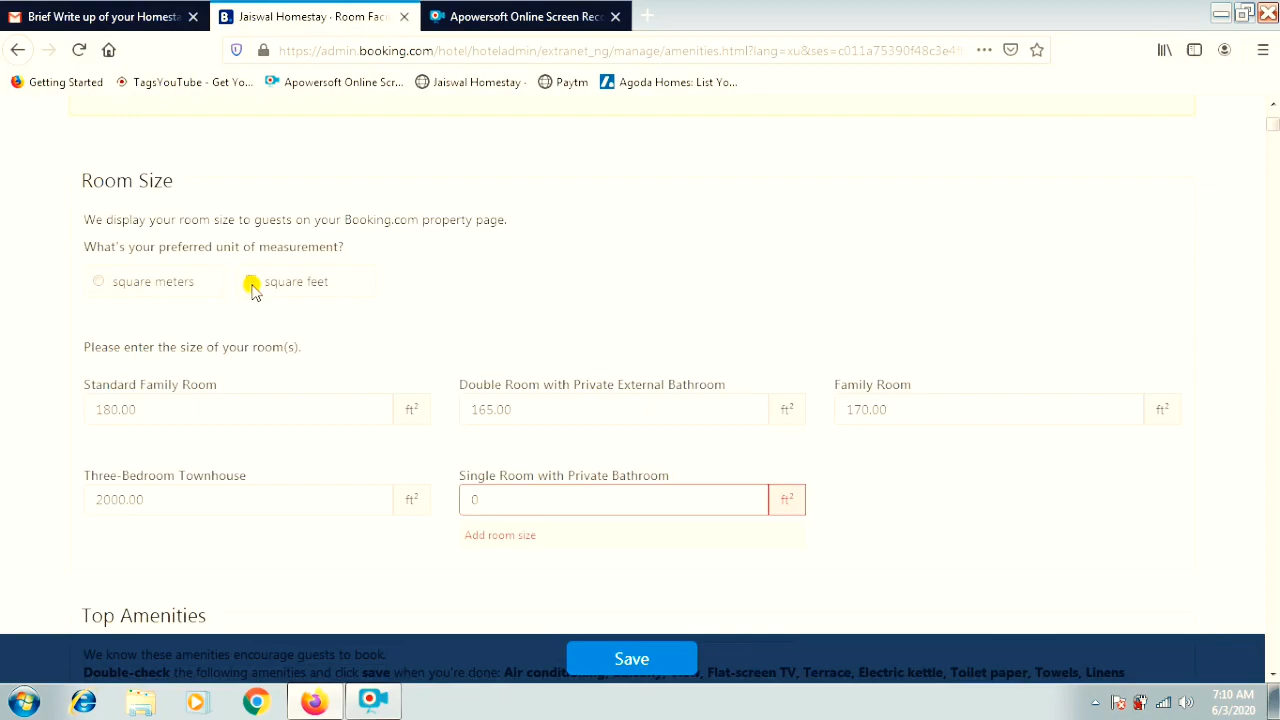 Brief Write up of your Homesta
Jaiswal Homestay · Room Fac
Apowersoft Online Screen Rec
https://admin.booking.com/hotel/hoteladmin/extranet_ng/manage/amenities.html?lang=xu&ses=c011a75390f48c3e4
Getting Started
TagsYouTube - Get Yo...
Apowersoft Online Scr...
Jaiswal Homestay ·
Paytm
Agoda Homes: List Yo...
Room Size
We display your room size to guests on your Booking.com property page.
What's your preferred unit of measurement?
square meters
square feet
Please enter the size of your room(s).
Standard Family Room
Double Room with Private External Bathroom
Family Room
180.00 ft²
165.00 ft²
170.00 ft²
Three-Bedroom Townhouse
Single Room with Private Bathroom
2000.00 ft²
0 ft²
Add room size
Top Amenities
We know these amenities encourage guests to book.
Save
Double-check the following amenities and click save when you're done: Air conditioning, View, Flat-screen TV, Terrace, Electric kettle, Toilet paper, Towels, Linens
7:10 AM
6/3/2020